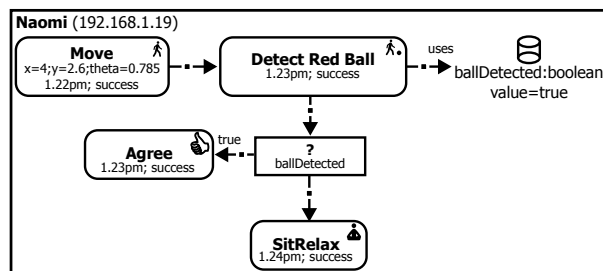 Naomi (192.168.1.19)
Move
x=4;y=2.6;theta=0.785
1.22pm; success
Detect Red Ball
1.23pm; success
uses
ballDetected:boolean
value=true
?
ballDetected
true
Agree
1.23pm; success
SitRelax
1.24pm; success